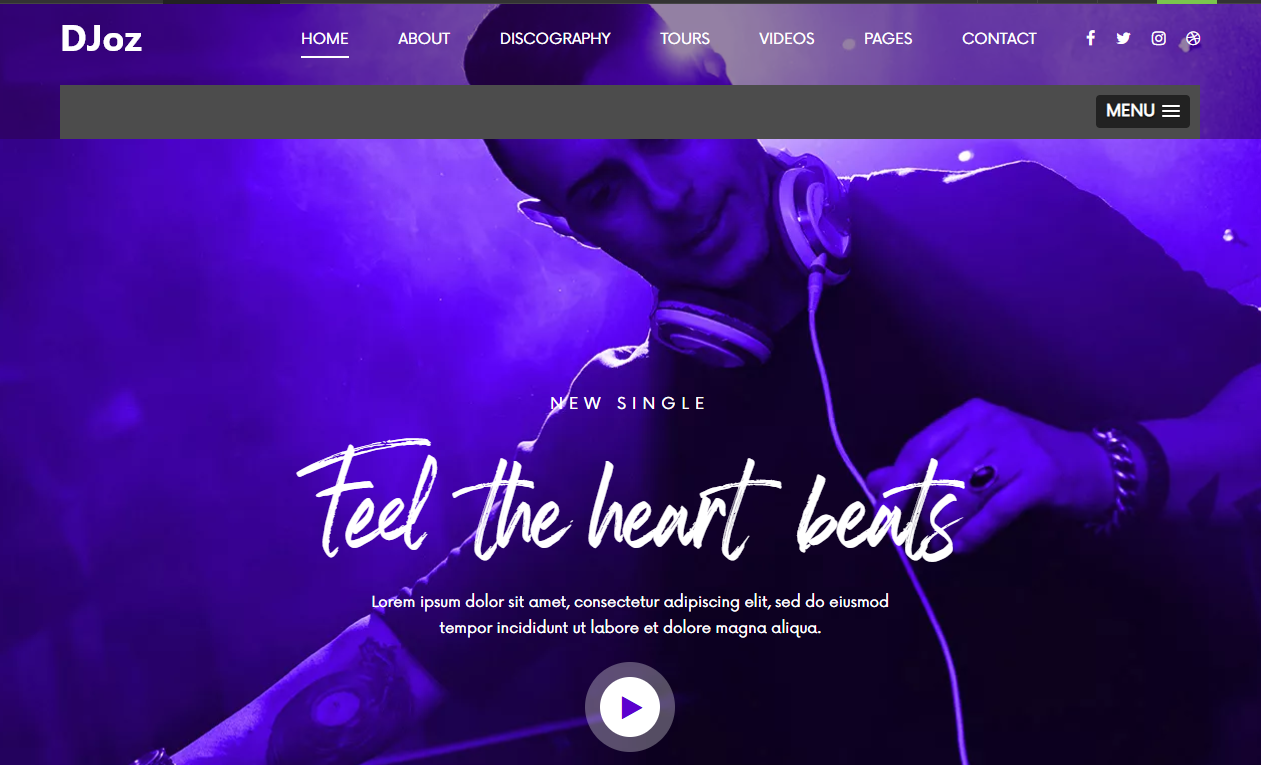 DJoz
HOME ABOUT DISCOGRAPHY TOURS VIDEOS PAGES CONTACT
MENU
NEW SINGLE
Feel the heart beats
Lorem ipsum dolor sit amet, consectetur adipiscing elit, sed do eiusmod
tempor incididunt ut labore et dolore magna aliqua.